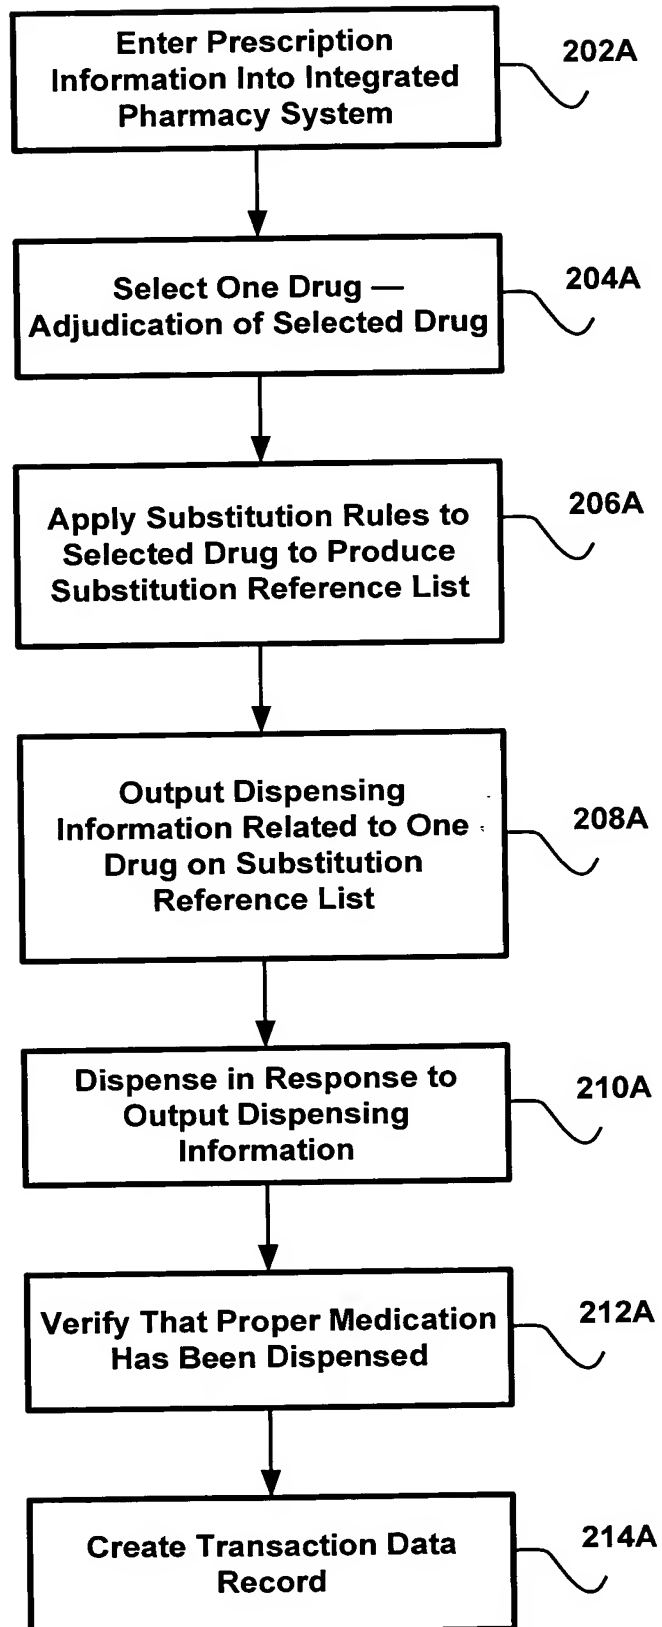 Enter Prescription
Information Into Integrated
Pharmacy System
202A
Select One Drug —
Adjudication of Selected Drug
204A
Apply Substitution Rules to
Selected Drug to Produce
Substitution Reference List
206A
Output Dispensing
Information Related to One
Drug on Substitution
Reference List
208A
Dispense in Response to
Output Dispensing
Information
210A
Verify That Proper Medication
Has Been Dispensed
212A
Create Transaction Data
Record
214A